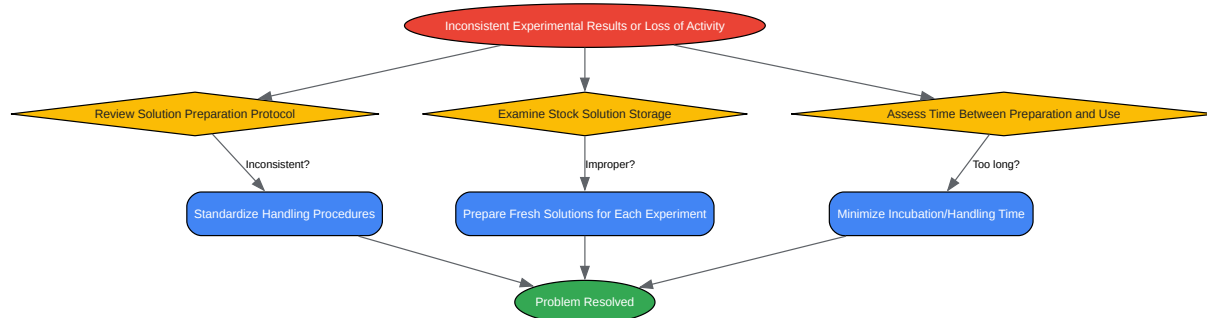 Inconsistent Experimental Results or Loss of Activity
Review Solution Preparation Protocol
Examine Stock Solution Storage
Assess Time Between Preparation and Use
Inconsistent?
Improper?
Too long?
Standardize Handling Procedures
Prepare Fresh Solutions for Each Experiment
Minimize Incubation/Handling Time
Problem Resolved